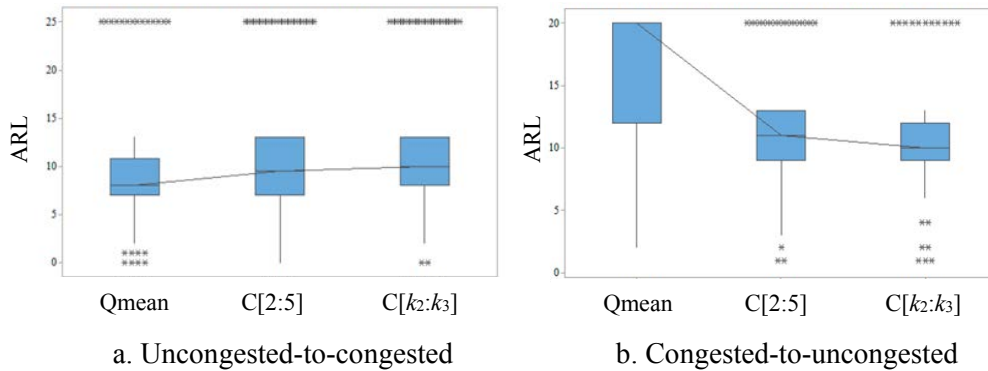 25
20
15
10
5
0
ARL
Qmean C[2:5] C[k2:k3]
a. Uncongested-to-congested
20
15
10
5
0
ARL
Qmean C[2:5] C[k2:k3]
b. Congested-to-uncongested